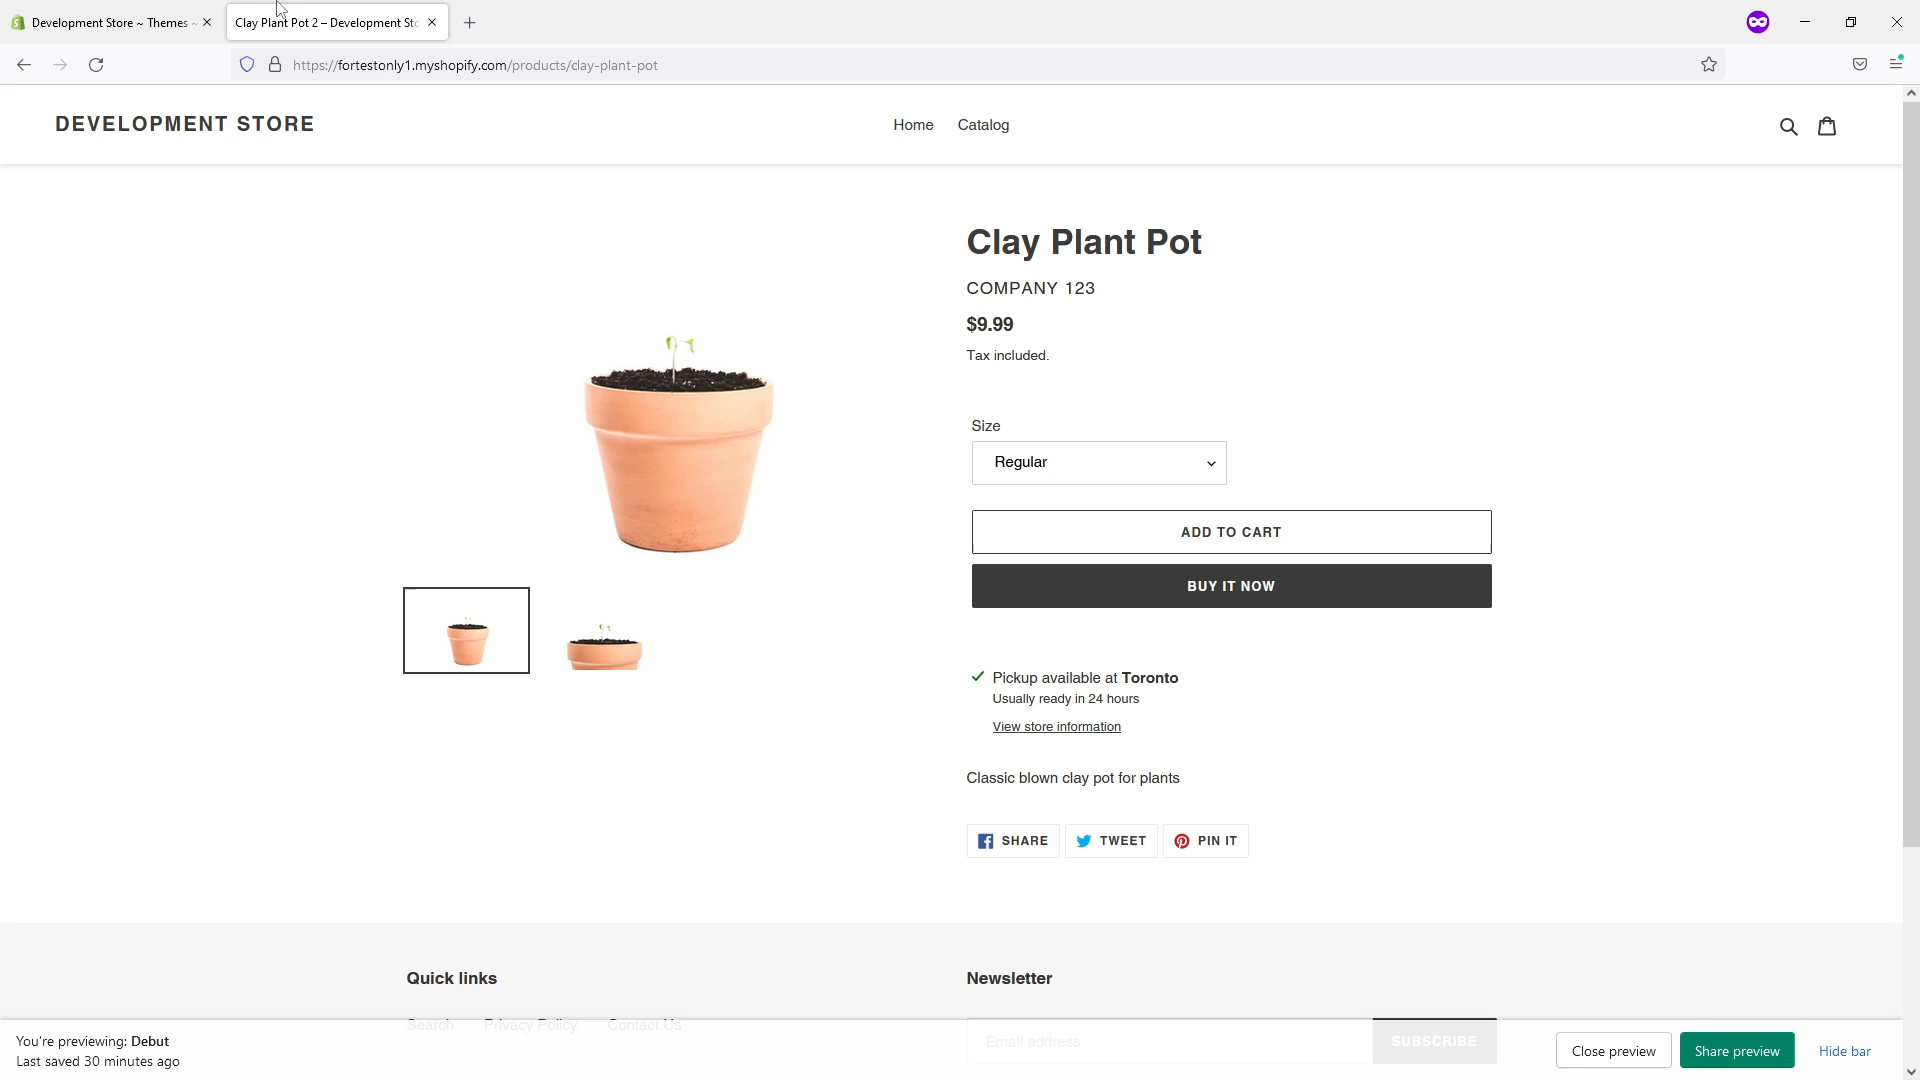 Development Store ~ Themes ~
Clay Plant Pot 2 – Development Sto
https://fortestonly1.myshopify.com/products/clay-plant-pot
DEVELOPMENT STORE
Home
Catalog
Clay Plant Pot
COMPANY 123
$9.99
Tax included.
Size
Regular
ADD TO CART
BUY IT NOW
Pickup available at Toronto
Usually ready in 24 hours
View store information
Classic blown clay pot for plants
SHARE
TWEET
PIN IT
Quick links
Newsletter
Search
Privacy Policy
Contact Us
Email address
SUBSCRIBE
You're previewing: Debut
Last saved 30 minutes ago
Close preview
Share preview
Hide bar